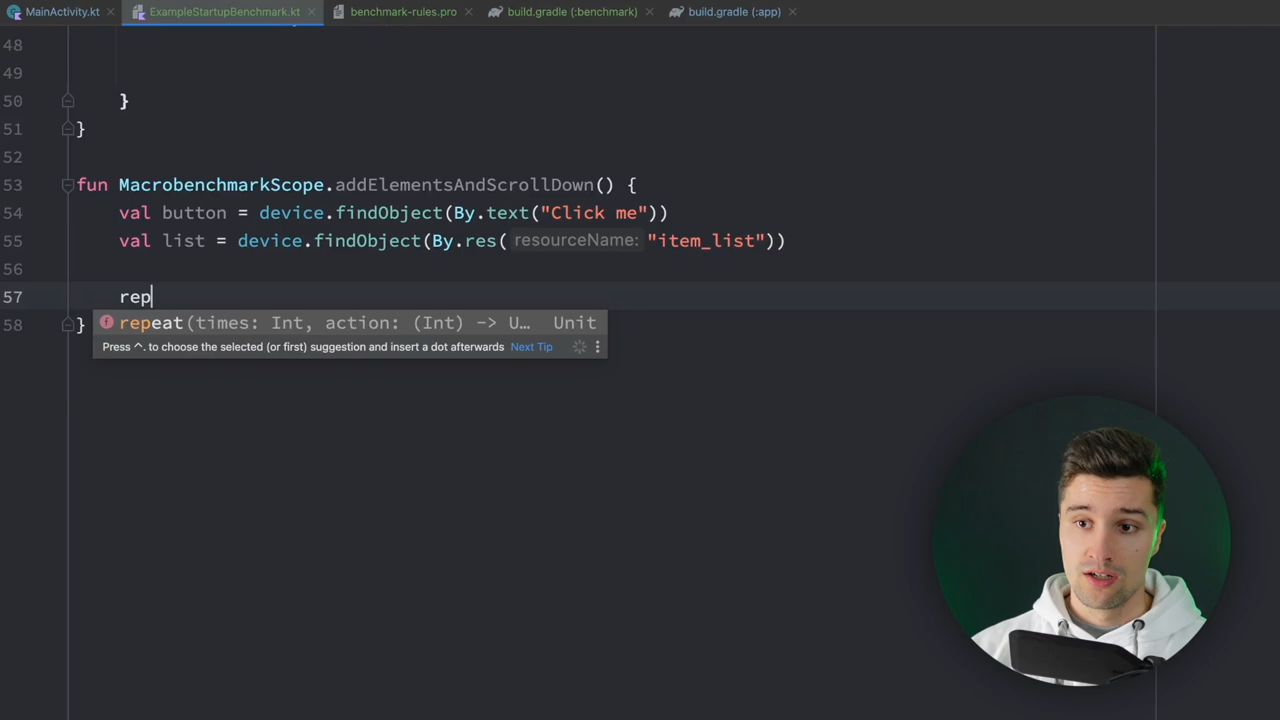 MainActivity.kt ExampleStartupBenchmark.kt benchmark-rules.pro build.gradle (:benchmark) build.gradle (:app)
48
49
50 }
51 }
52
53 fun MacrobenchmarkScope.addElementsAndScrollDown() {
54 val button = device.findObject(By.text("Click me"))
55 val list = device.findObject(By.res( resourceName: "item_list"))
56
57 rep
58 } repeat(times: Int, action: (Int) -> U… Unit
Press ^. to choose the selected (or first) suggestion and insert a dot afterwards Next Tip